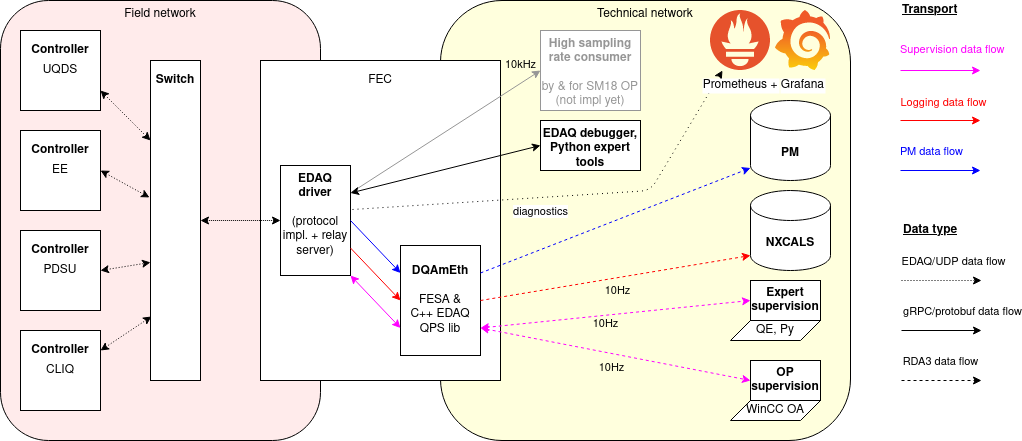 Field network
Technical network
Controller
UQDS
Controller
EE
Controller
PDSU
Controller
CLIQ
Switch
FEC
EDAQ
driver
(protocol
impl. + relay
server)
DQAmEth
FESA &
C++ EDAQ
QPS lib
10kHz
High sampling
rate consumer
by & for SM18 OP
(not impl yet)
EDAQ debugger,
Python expert
tools
diagnostics
Prometheus + Grafana
PM
NXCALS
10Hz
Expert
supervision
QE, Py
10Hz
OP
supervision
WinCC OA
10Hz
Transport
Supervision data flow
Logging data flow
PM data flow
Data type
EDAQ/UDP data flow
gRPC/protobuf data flow
RDA3 data flow